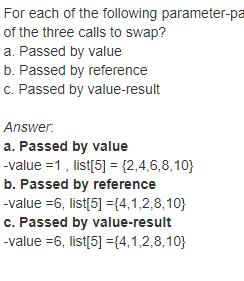 For each of the following parameter-pa
of the three calls to swap?
a. Passed by value
b. Passed by reference
c. Passed by value-result
Answer:
a. Passed by value
-value =1 , list[5] = {2,4,6,8,10}
b. Passed by reference
-value =6, list[5] ={4,1,2,8,10}
c. Passed by value-result
-value =6, list[5] ={4,1,2,8,10}